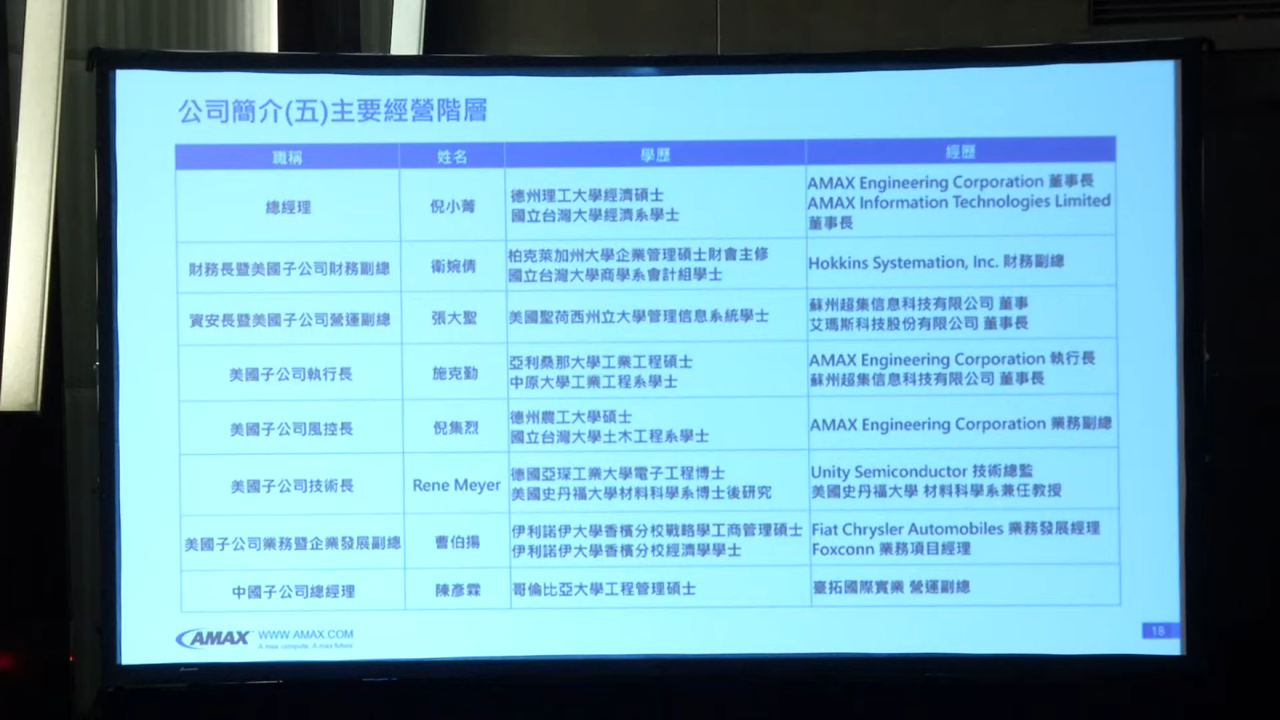 公司簡介(五)主要經營階層
職稱 姓名 學歷 經歷
總經理 倪小菁 德州理工大學經濟碩士 AMAX Engineering Corporation 董事長
國立台灣大學經濟系學士 AMAX Information Technologies Limited
董事長
財務長暨美國子公司財務副總 衛婉倩 柏克萊加州大學企業管理碩士財會主修 Hokkins Systemation, Inc. 財務副總
國立台灣大學商學系會計組學士
資安長暨美國子公司營運副總 張大聖 美國聖荷西州立大學管理信息系統學士 蘇州超集信息科技有限公司 董事
艾瑪斯科技股份有限公司 董事長
美國子公司執行長 施克勤 亞利桑那大學工業工程碩士 AMAX Engineering Corporation 執行長
中原大學工業工程系學士 蘇州超集信息科技有限公司 董事長
美國子公司風控長 倪集烈 德州農工大學碩士 AMAX Engineering Corporation 業務副總
國立台灣大學土木工程系學士
美國子公司技術長 Rene Meyer 德國亞琛工業大學電子工程博士 Unity Semiconductor 技術總監
美國史丹福大學材料科學系博士後研究 美國史丹福大學 材料科學系兼任教授
美國子公司業務暨企業發展副總 曹伯揚 伊利諾伊大學香檳分校戰略學工商管理碩士 Fiat Chrysler Automobiles 業務發展經理
伊利諾伊大學香檳分校經濟學學士 Foxconn 業務項目經理
中國子公司總經理 陳彥霖 哥倫比亞大學工程管理碩士 臺拓國際實業 營運副總
AMAX WWW.AMAX.COM
A max compute. A max future.
18